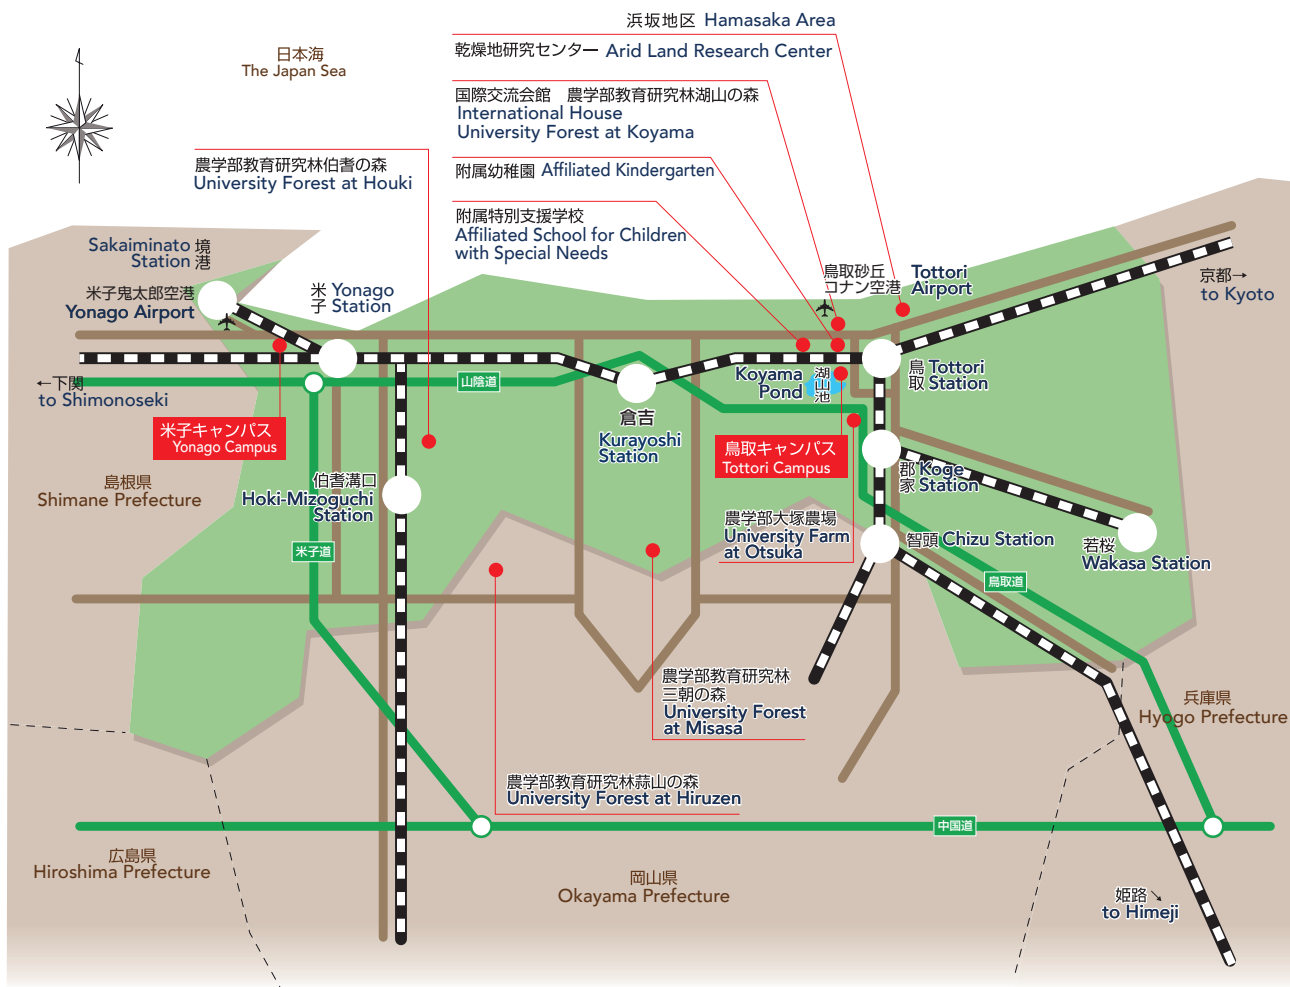 浜坂地区 Hamasaka Area
乾燥地研究センター Arid Land Research Center
日本海
The Japan Sea
国際交流会館　農学部教育研究林湖山の森
International House
University Forest at Koyama
農学部教育研究林伯耆の森
University Forest at Houki
附属幼稚園 Affiliated Kindergarten
附属特別支援学校
Affiliated School for Children
with Special Needs
Sakaiminato
Station
境港
米子鬼太郎空港
Yonago Airport
米子
Yonago
Station
鳥取砂丘
コナン空港
Tottori
Airport
京都→
to Kyoto
←下関
to Shimonoseki
山陰道
Koyama
Pond
湖山池
鳥取
Tottori
Station
倉吉
Kurayoshi
Station
米子キャンパス
Yonago Campus
鳥取キャンパス
Tottori Campus
郡家
Koge
Station
島根県
Shimane Prefecture
伯耆溝口
Hoki-Mizoguchi
Station
農学部大塚農場
University Farm
at Otsuka
智頭 Chizu Station
若桜
Wakasa Station
米子道
鳥取道
農学部教育研究林
三朝の森
University Forest
at Misasa
兵庫県
Hyogo Prefecture
農学部教育研究林蒜山の森
University Forest at Hiruzen
中国道
広島県
Hiroshima Prefecture
岡山県
Okayama Prefecture
姫路↘
to Himeji